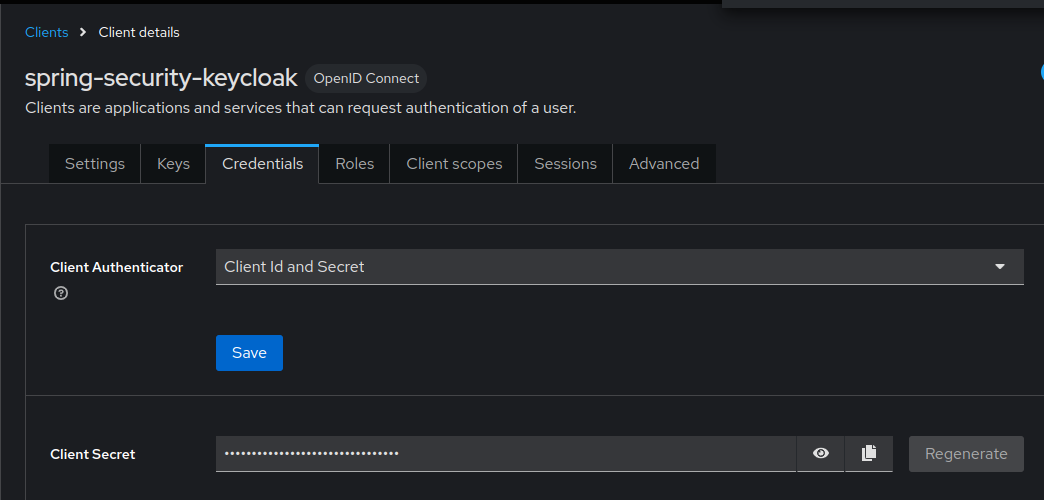 Clients > Client details
spring-security-keycloak OpenID Connect
Clients are applications and services that can request authentication of a user.
Settings Keys Credentials Roles Client scopes Sessions Advanced
Client Authenticator Client Id and Secret
Save
Client Secret •••••••••••••••••••••••••••••••• Regenerate